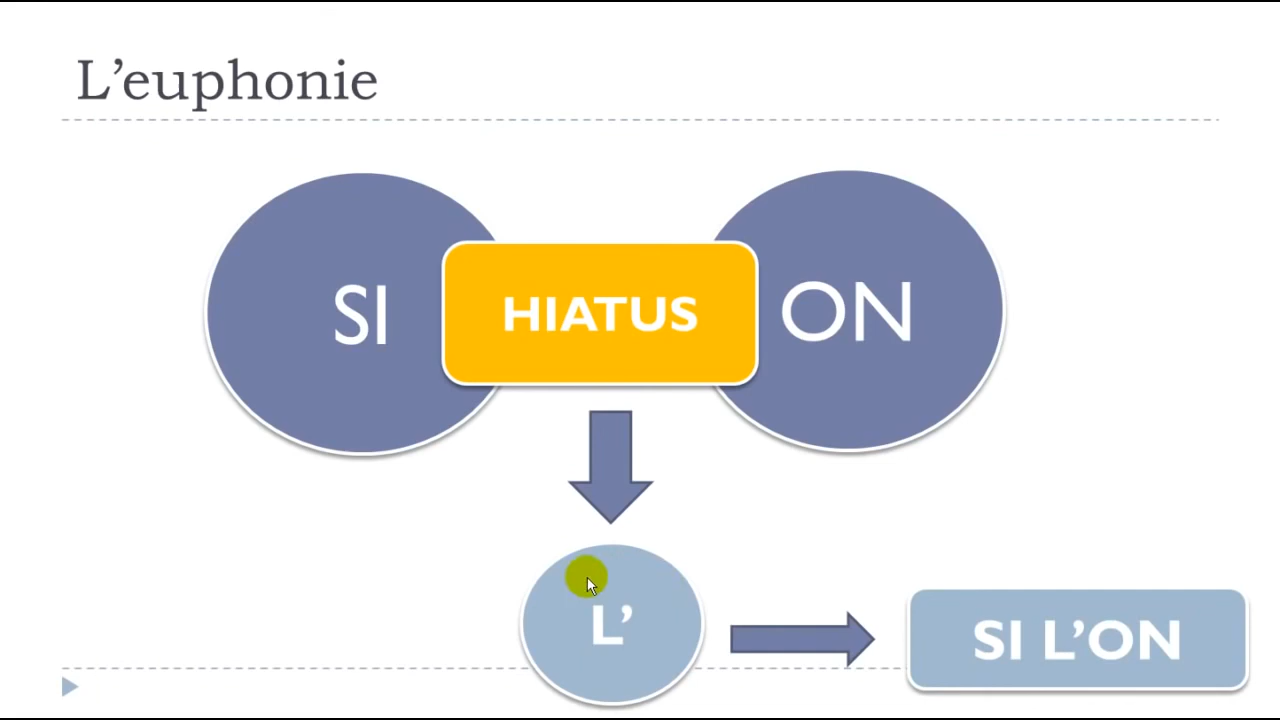 L’euphonie
SI
HIATUS
ON
L’
SI L’ON